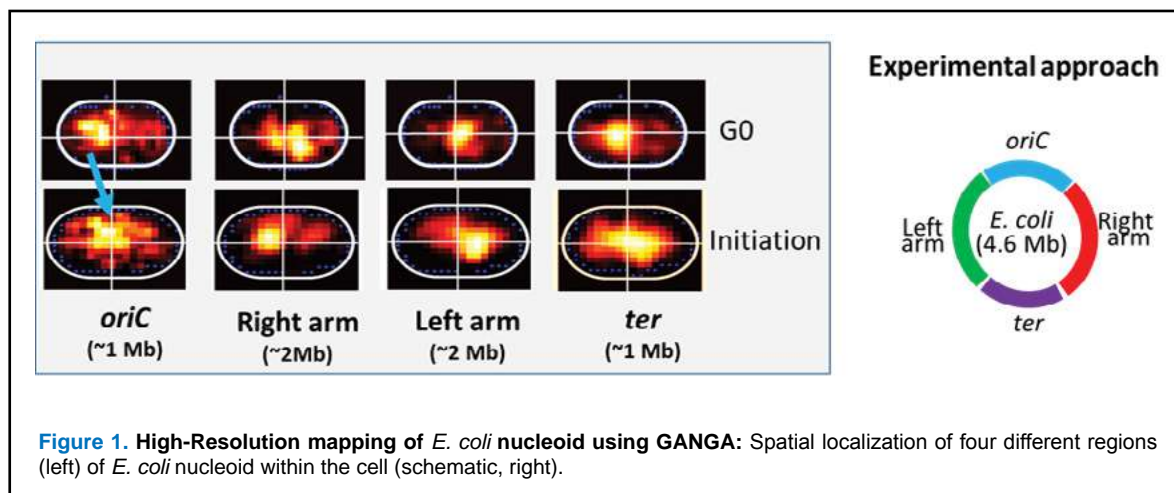 Experimental approach
G0
Initiation
oriC
(~1 Mb)
Right arm
(~2Mb)
Left arm
(~2 Mb)
ter
(~1 Mb)
oriC
Left
arm
E. coli
(4.6 Mb)
Right
arm
ter
Figure 1. High-Resolution mapping of E. coli nucleoid using GANGA: Spatial localization of four different regions
(left) of E. coli nucleoid within the cell (schematic, right).